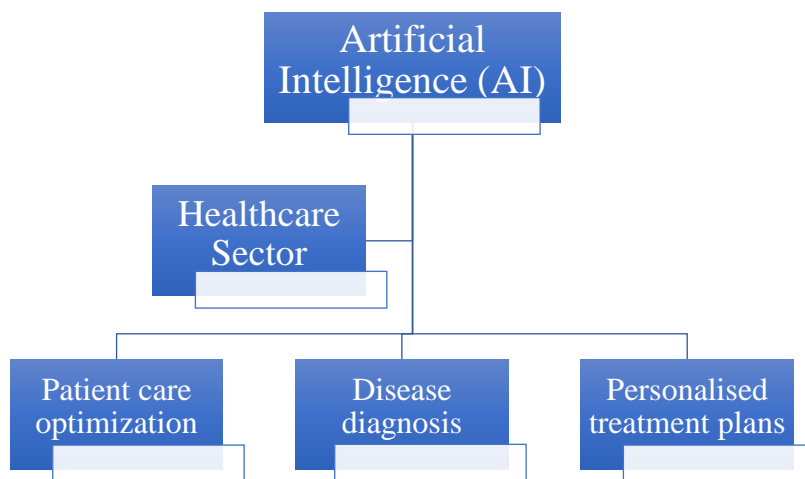 Artificial
Intelligence (AI)
Healthcare
Sector
Patient care
optimization
Disease
diagnosis
Personalised
treatment plans